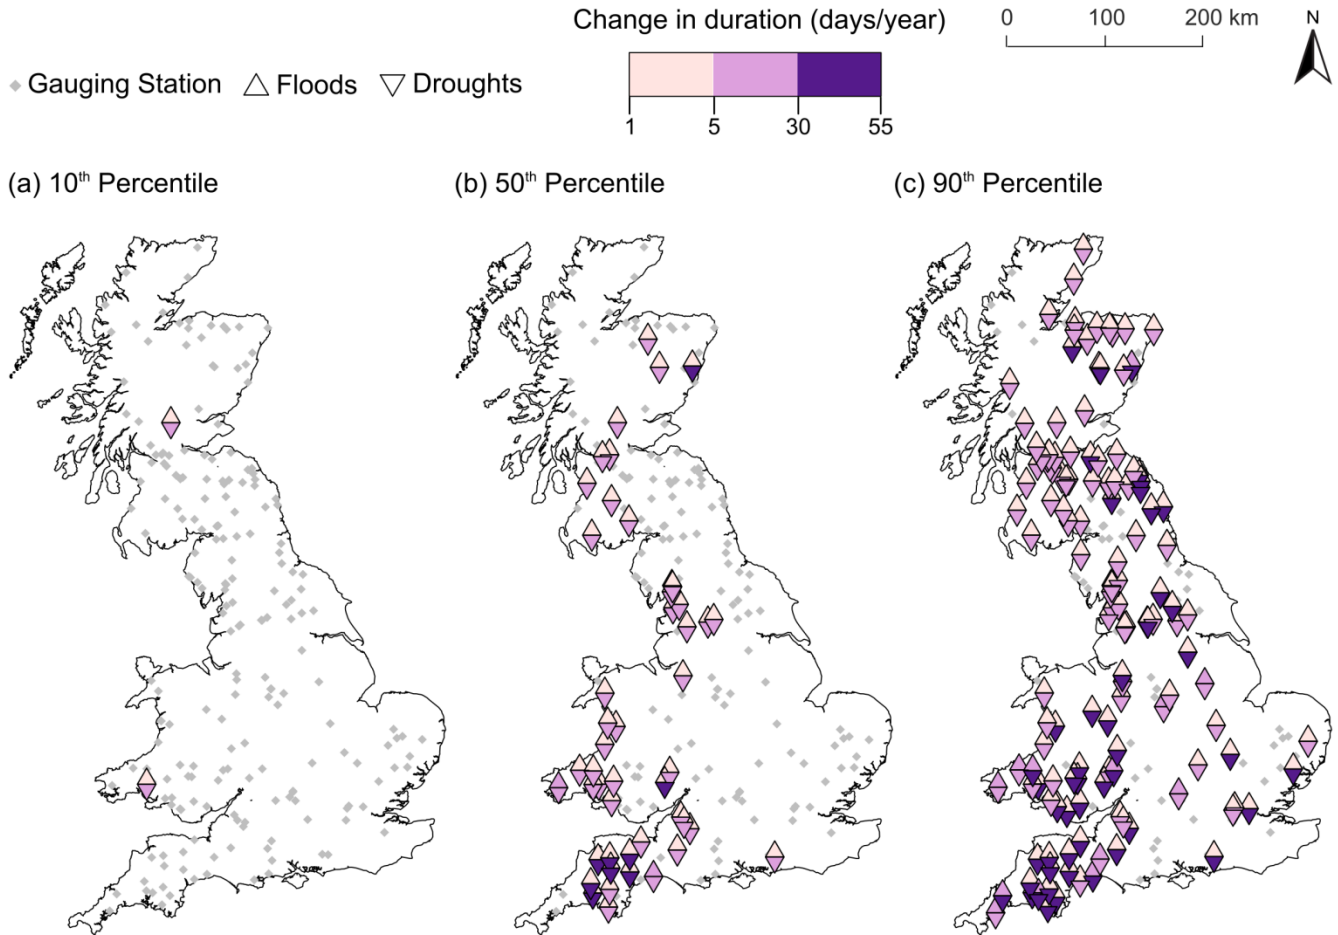 Change in duration (days/year)
0 100 200 km
N
Gauging Station Floods Droughts
1 5 30 55
(a) 10th Percentile
(b) 50th Percentile
(c) 90th Percentile